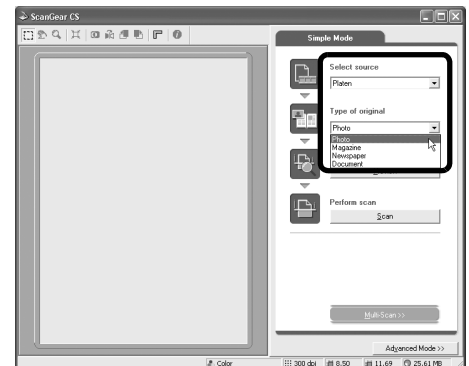 ScanGear CS
Simple Mode
Select source
Platen
Type of original
Photo
Photo
Magazine
Newspaper
Document
Perform scan
Scan
Multi-Scan >>
Advanced Mode >>
Color 300 dpi 8.50 11.69 25.61 MB